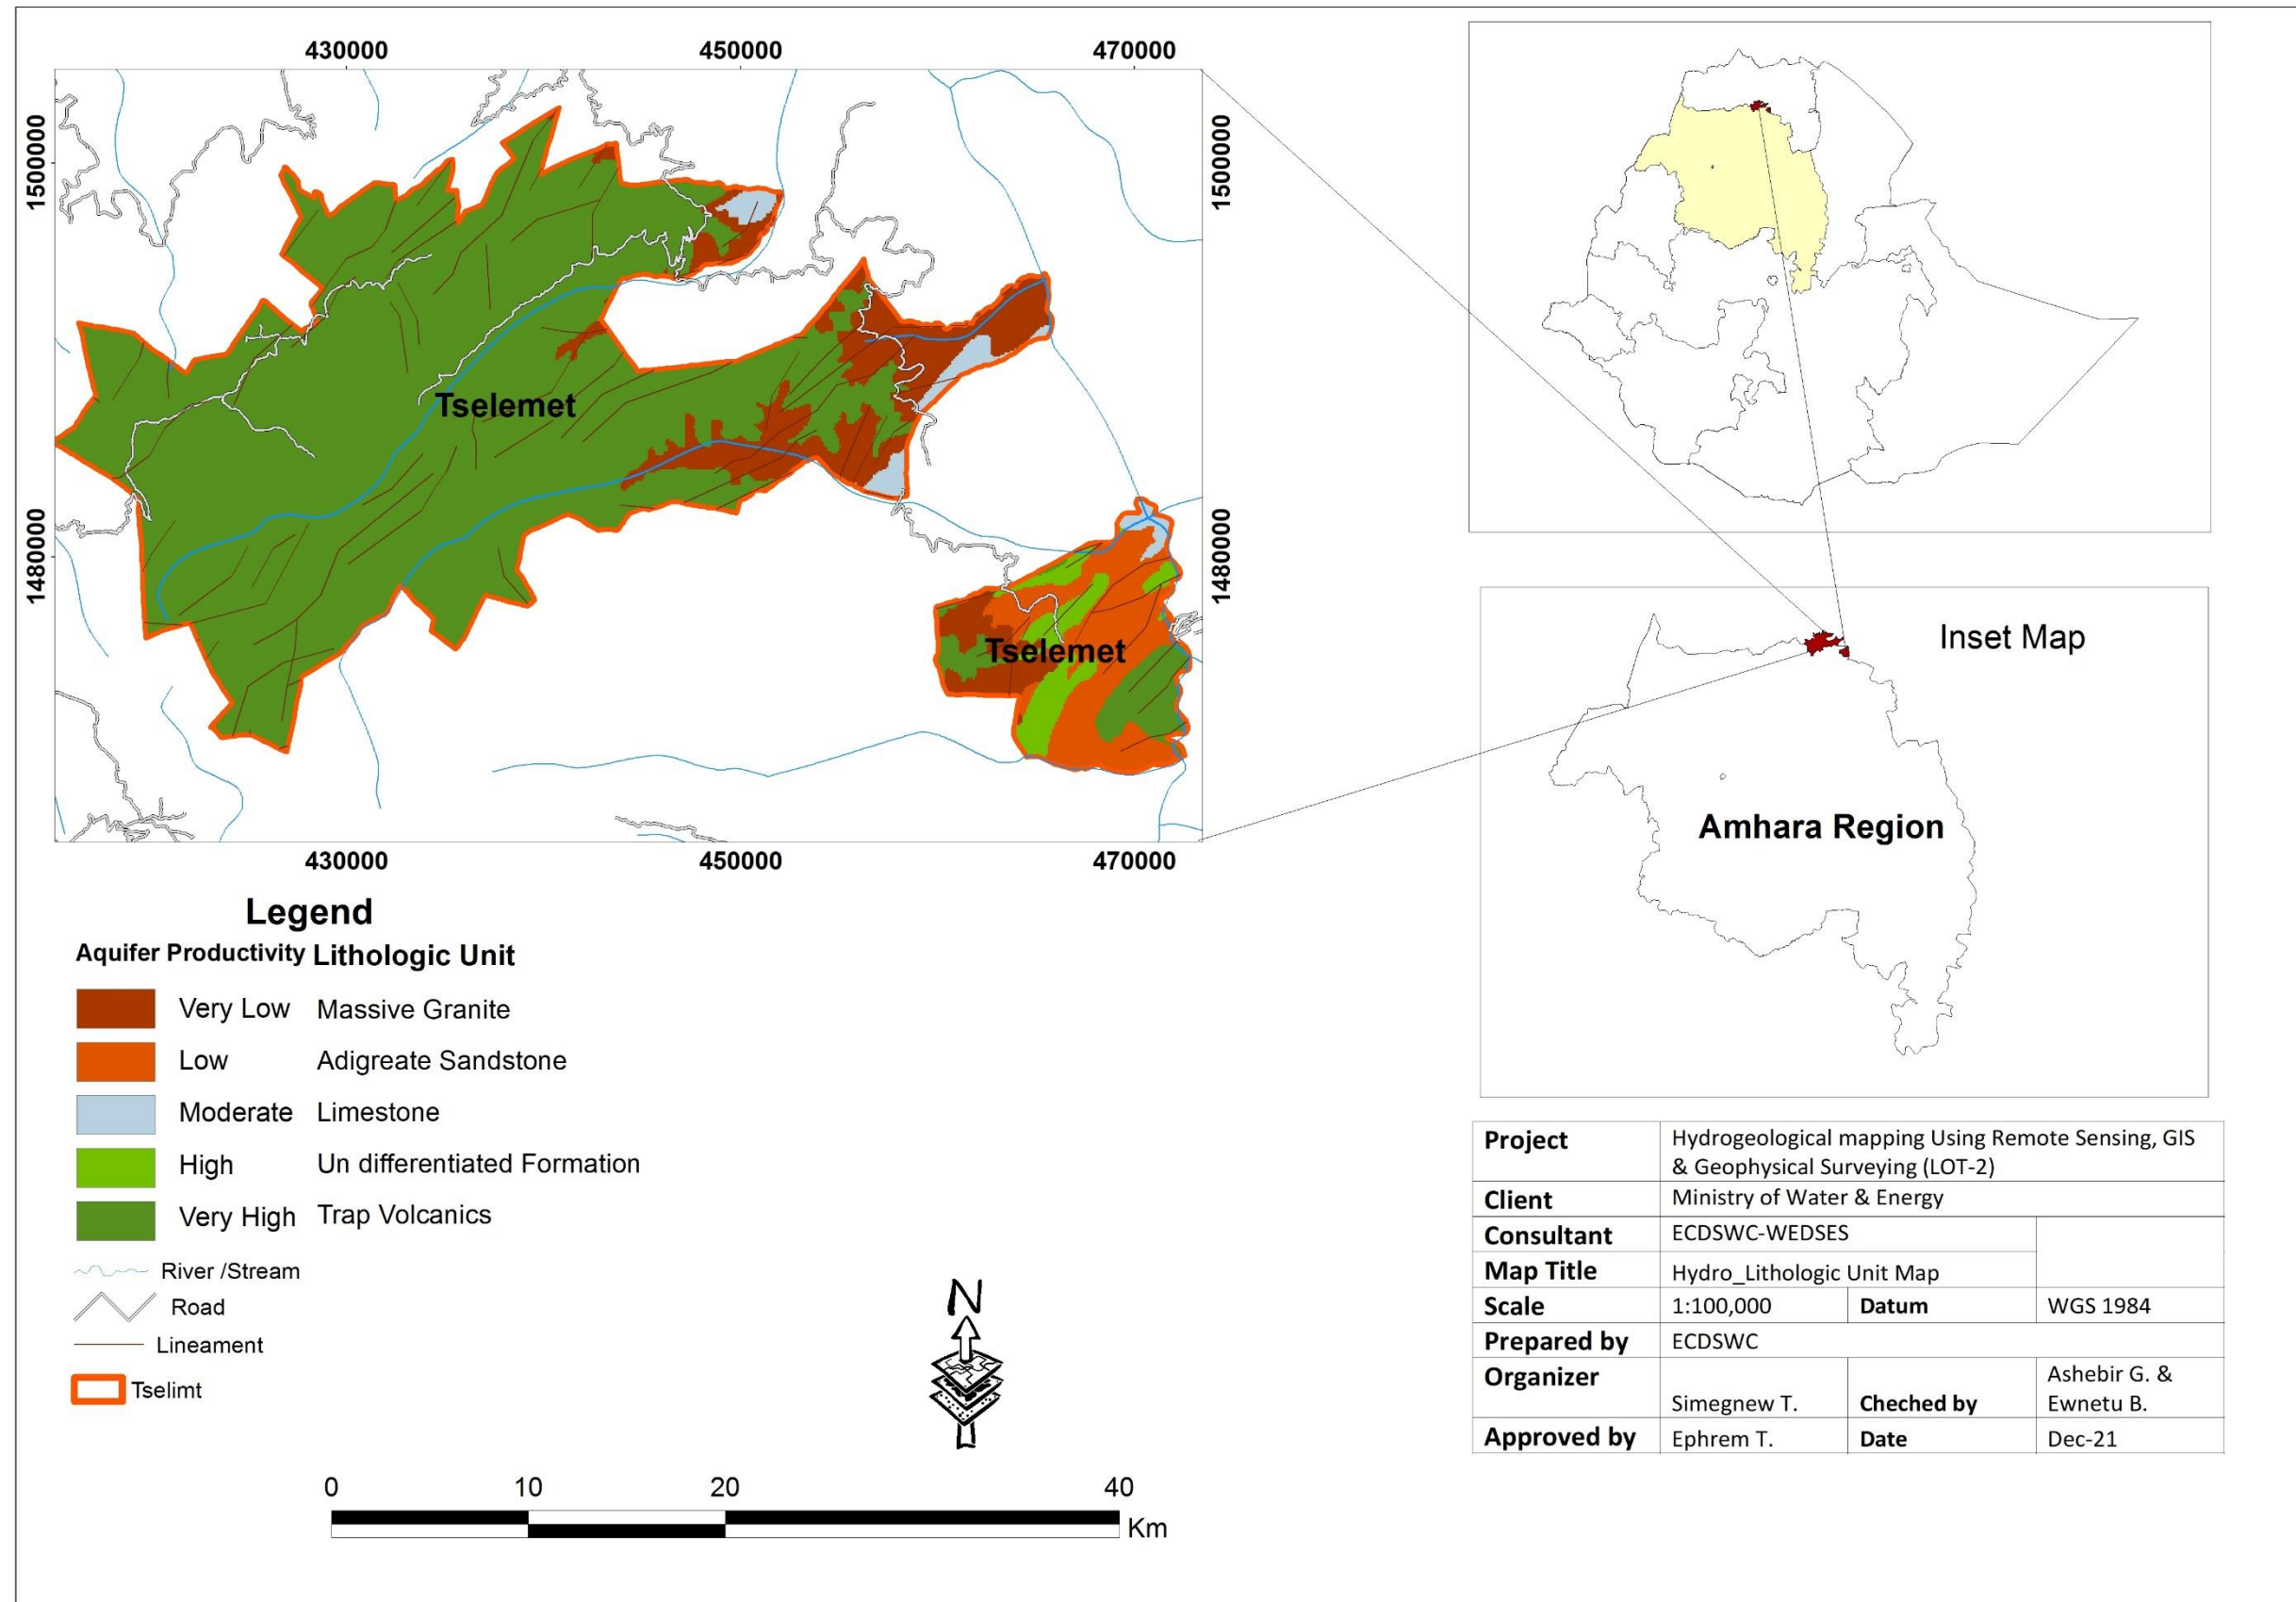 430000 450000 470000
1500000 1500000
1480000 1480000
Tselemet
Tselemet
430000 450000 470000
Legend
Aquifer Productivity Lithologic Unit
Very Low Massive Granite
Low Adigreate Sandstone
Moderate Limestone
High Un differentiated Formation
Very High Trap Volcanics
River /Stream
Road
Lineament
Tselimt
N
0 10 20 40
Km
Inset Map
Amhara Region
Project Hydrogeological mapping Using Remote Sensing, GIS
& Geophysical Surveying (LOT-2)
Client Ministry of Water & Energy
Consultant ECDSWC-WEDSES
Map Title Hydro_Lithologic Unit Map
Scale 1:100,000 Datum WGS 1984
Prepared by ECDSWC
Organizer Simegnew T. Cheched by Ashebir G. &
Ewnetu B.
Approved by Ephrem T. Date Dec-21